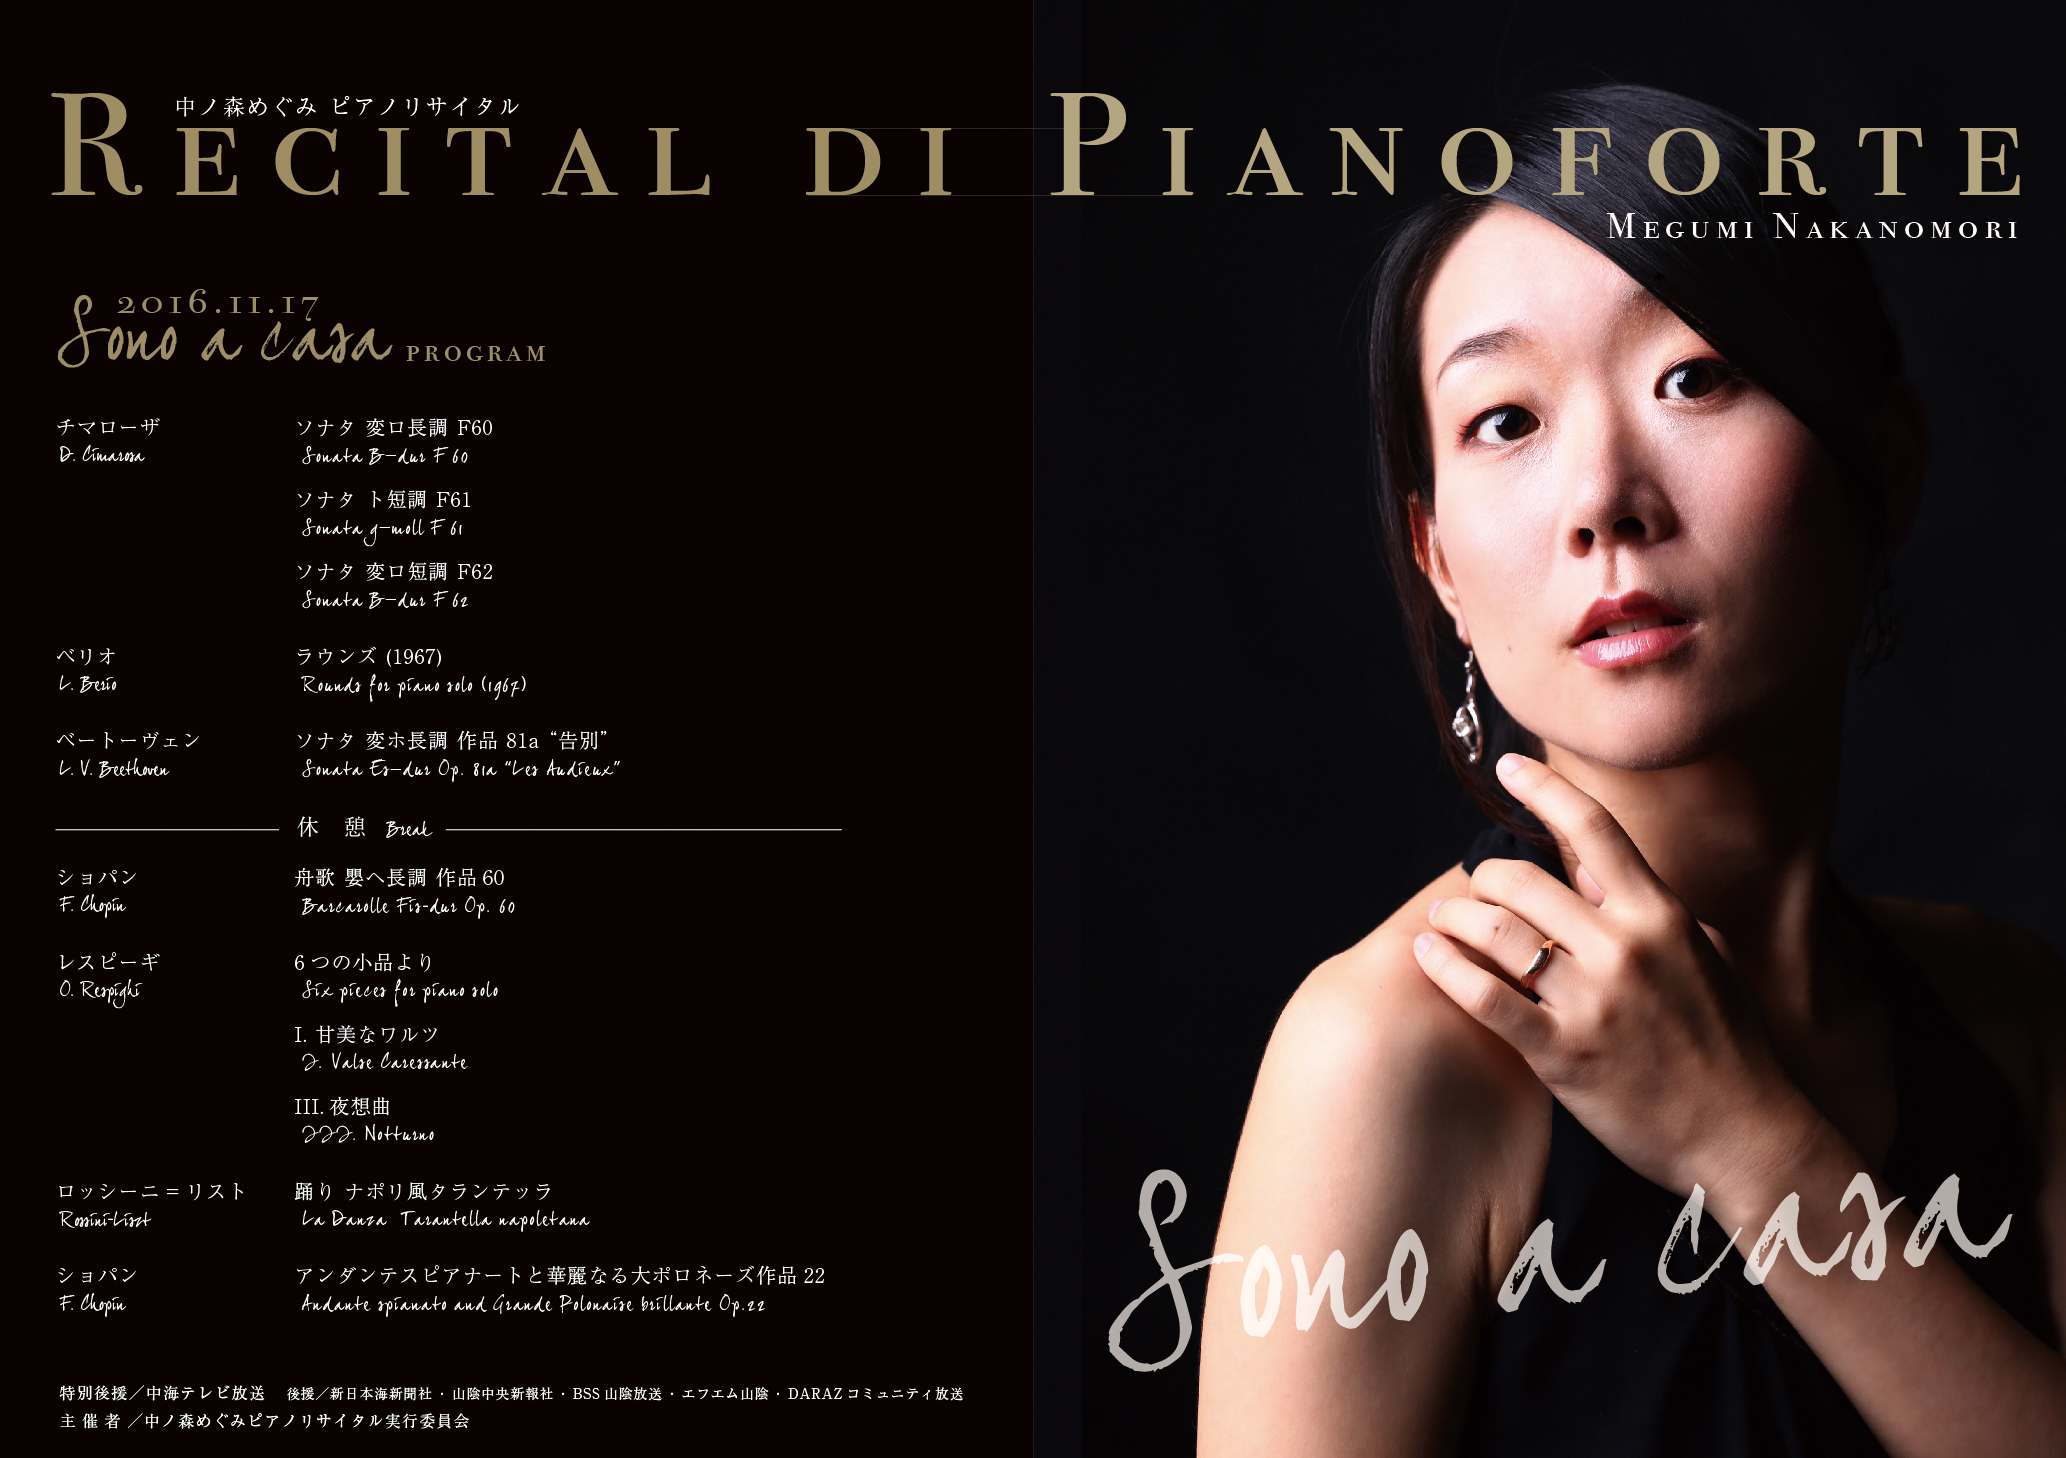 中ノ森めぐみ ピアノリサイタル
RECITAL DI PIANOFORTE
MEGUMI NAKANOMORI
2016.11.17
Sono a casa PROGRAM
チマローザ ソナタ 変ロ長調 F60
D. Cimarosa Sonata B-dur F 60
ソナタ ト短調 F61
Sonata g-moll F 61
ソナタ 変ロ短調 F62
Sonata B-dur F 62
ベリオ ラウンズ (1967)
L. Berio Rounds for piano solo (1967)
ベートーヴェン ソナタ 変ホ長調 作品 81a “告別”
L. V. Beethoven Sonata Es-dur Op. 81a “Les Audieux”
休 憩 Break
ショパン 舟歌 嬰ヘ長調 作品 60
F. Chopin Barcarolle Fis-dur Op. 60
レスピーギ 6つの小品より
O. Respighi Six pieces for piano solo
I. 甘美なワルツ
I. Valse Caressante
III. 夜想曲
III. Notturno
ロッシーニ = リスト 踊り ナポリ風タランテッラ
Rossini-Liszt La Danza Tarantella napoletana
ショパン アンダンテスピアナートと華麗なる大ポロネーズ作品 22
F. Chopin Andante spianato and Grande Polonaise brillante Op.22
Sono a casa
特別後援／中海テレビ放送 後援／新日本海新聞社・山陰中央新報社・BSS山陰放送・エフエム山陰・DARAZコミュニティ放送
主 催 者 ／中ノ森めぐみピアノリサイタル実行委員会